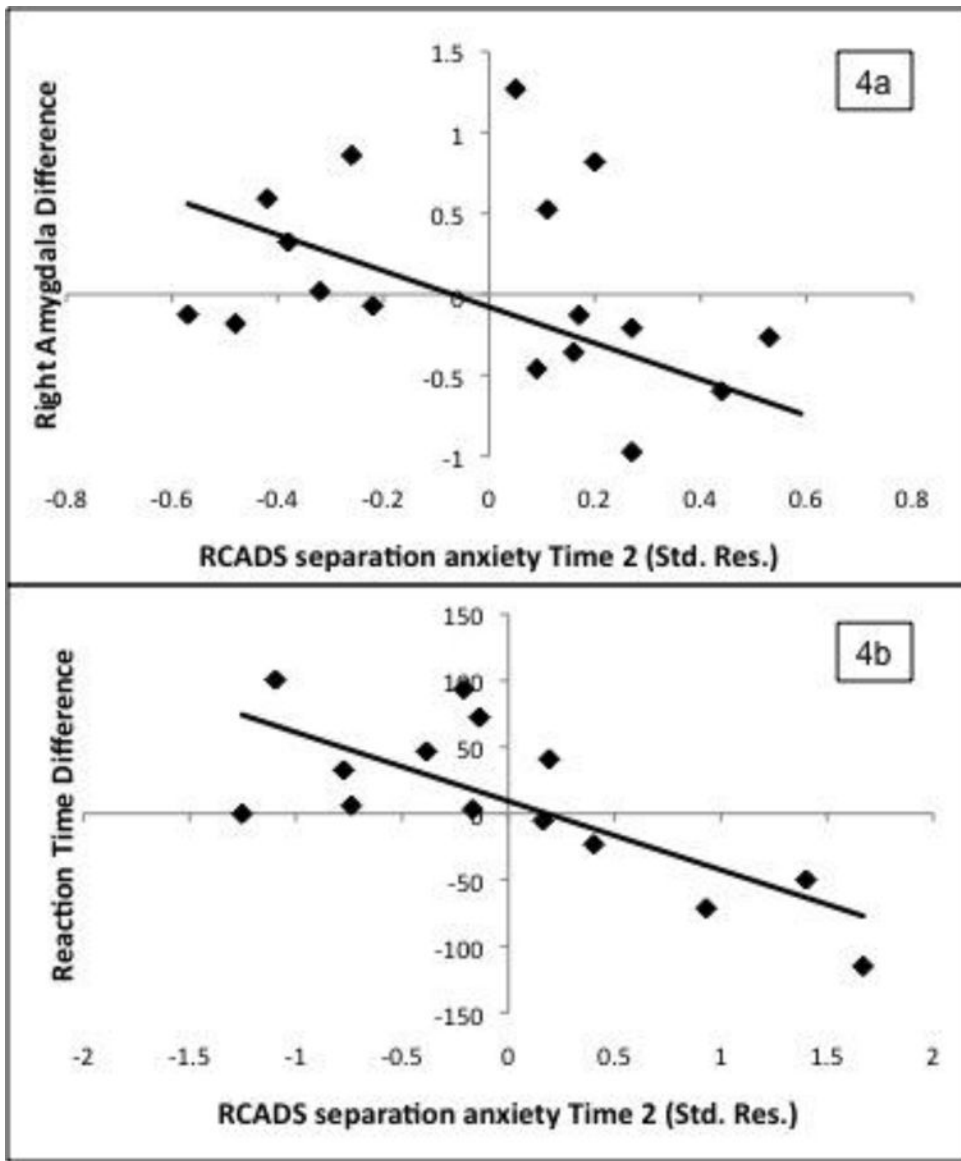 4a
Right Amygdala Difference
1.5
1
0.5
0
-0.5
-1
-0.8 -0.6 -0.4 -0.2 0 0.2 0.4 0.6 0.8
RCADS separation anxiety Time 2 (Std. Res.)
4b
Reaction Time Difference
150
100
50
0
-50
-100
-150
-2 -1.5 -1 -0.5 0 0.5 1 1.5 2
RCADS separation anxiety Time 2 (Std. Res.)